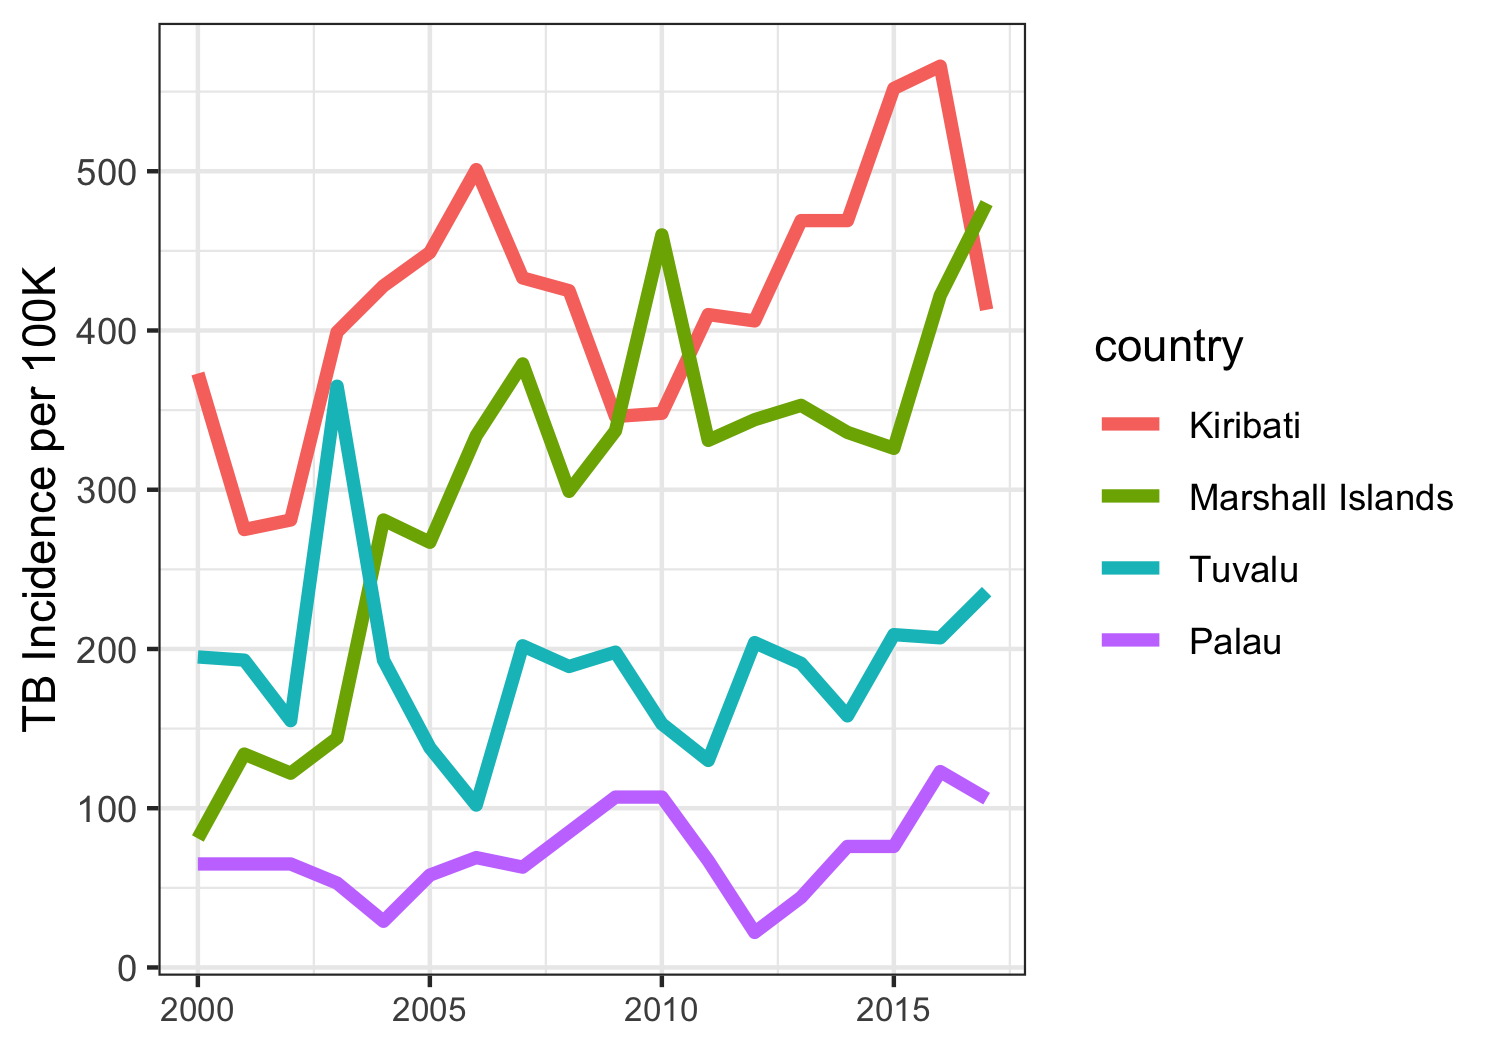 TB Incidence per 100K
500
400
300
200
100
0
2000 2005 2010 2015
country
Kiribati
Marshall Islands
Tuvalu
Palau